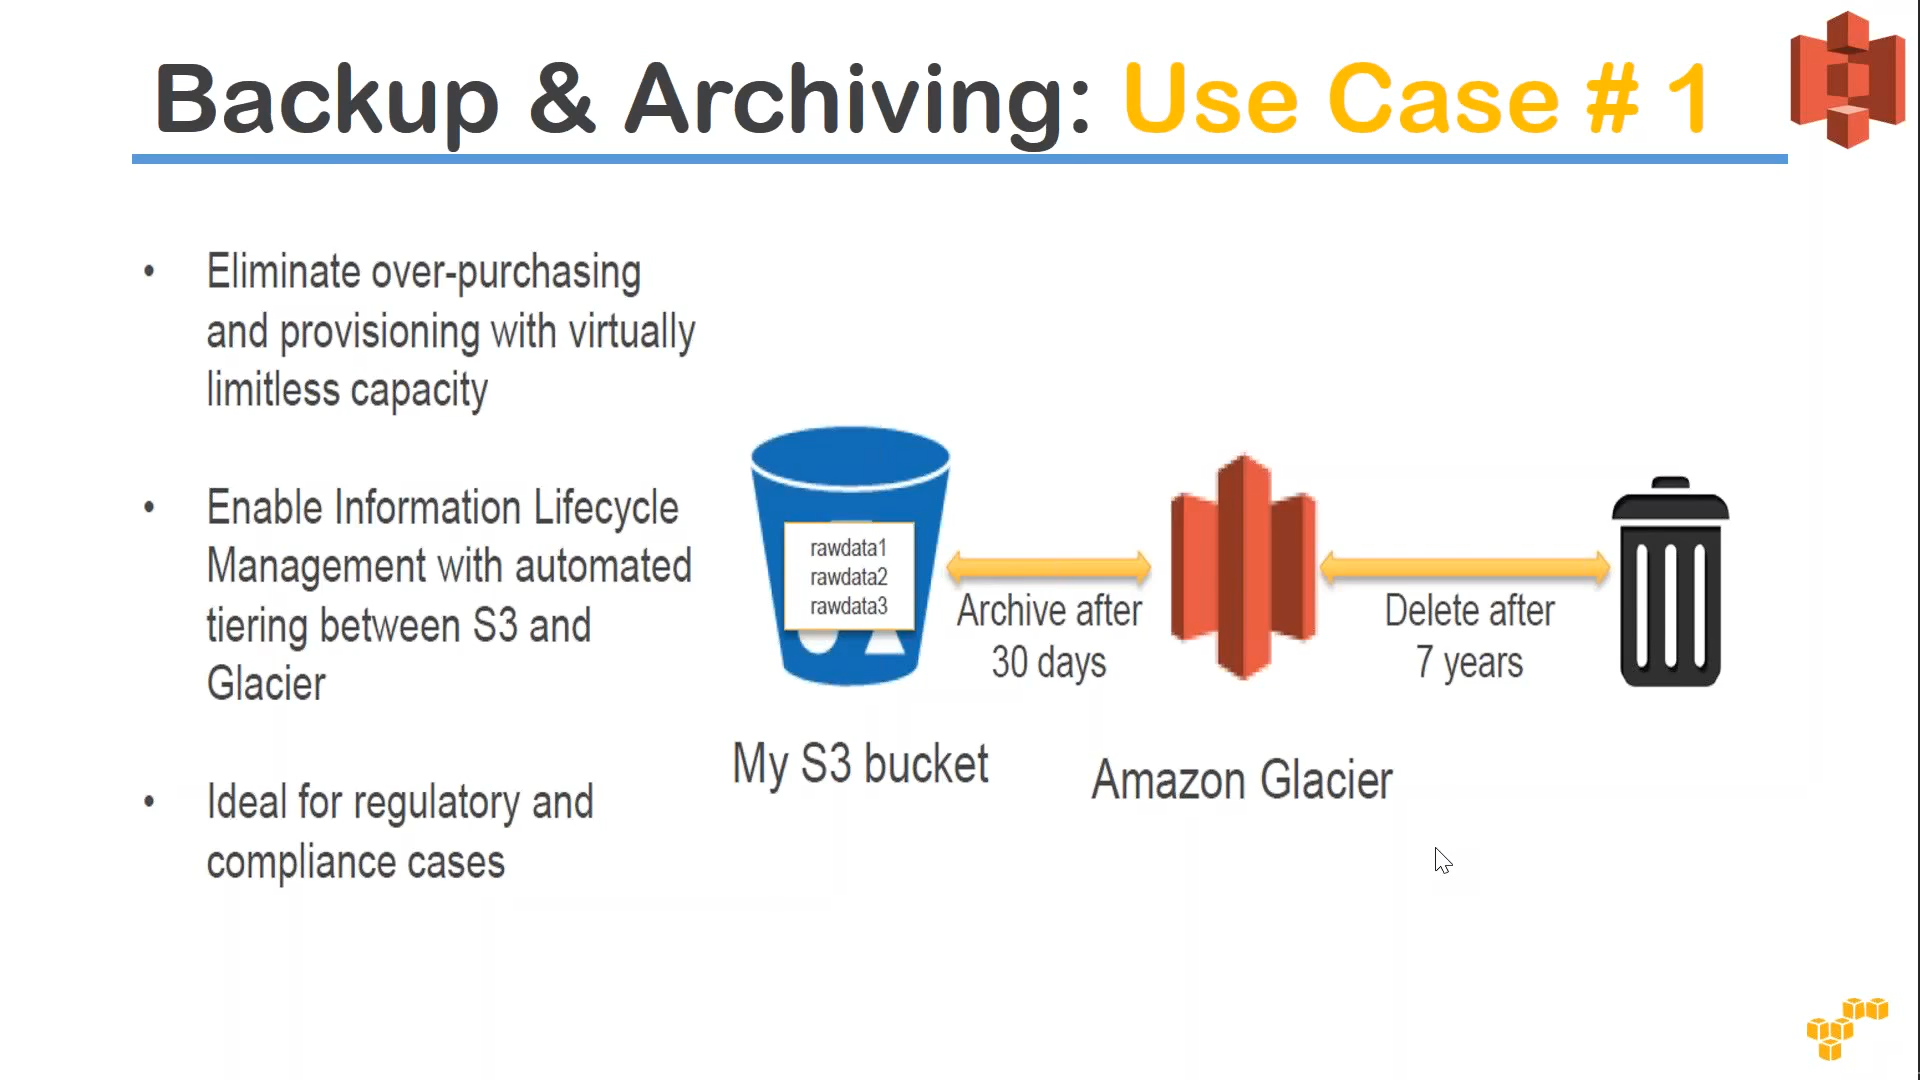 Backup & Archiving: Use Case # 1
• Eliminate over-purchasing
and provisioning with virtually
limitless capacity
• Enable Information Lifecycle
Management with automated
tiering between S3 and
Glacier
• Ideal for regulatory and
compliance cases
rawdata1
rawdata2
rawdata3
My S3 bucket
Archive after
30 days
Amazon Glacier
Delete after
7 years